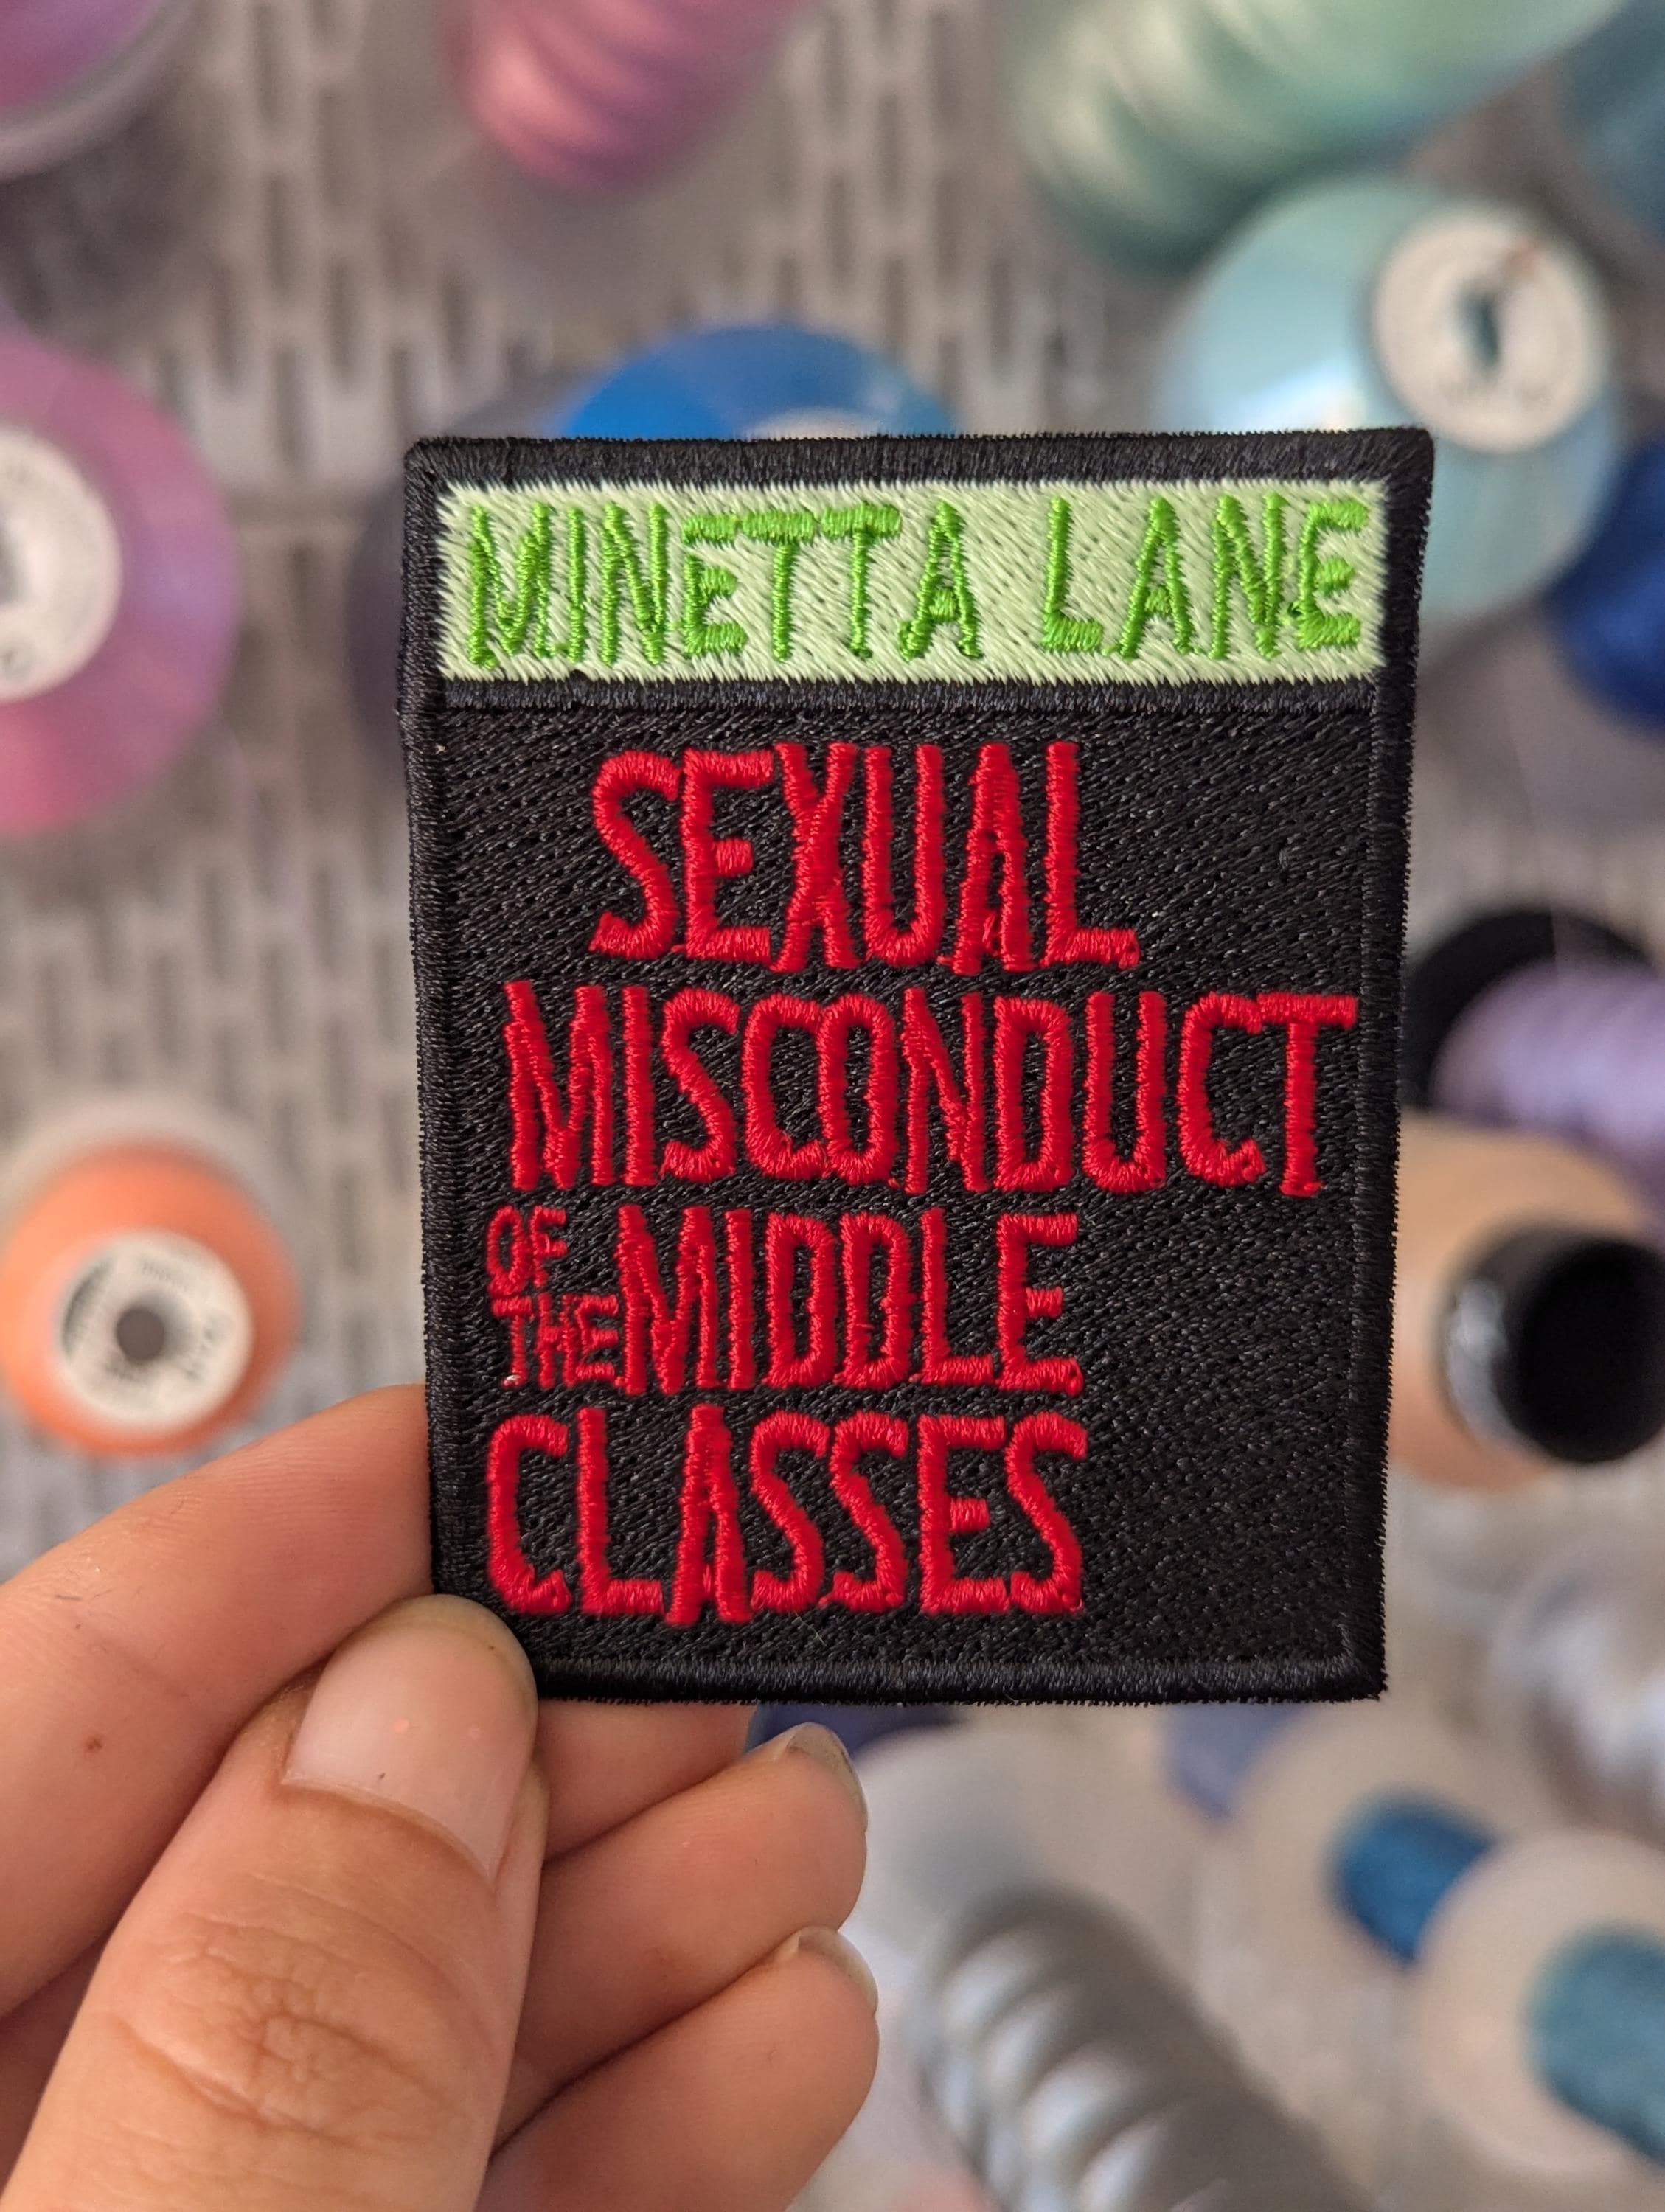 MINETTA LANE
SEXUAL
MISCONDUCT
OF THE MIDDLE
CLASSES